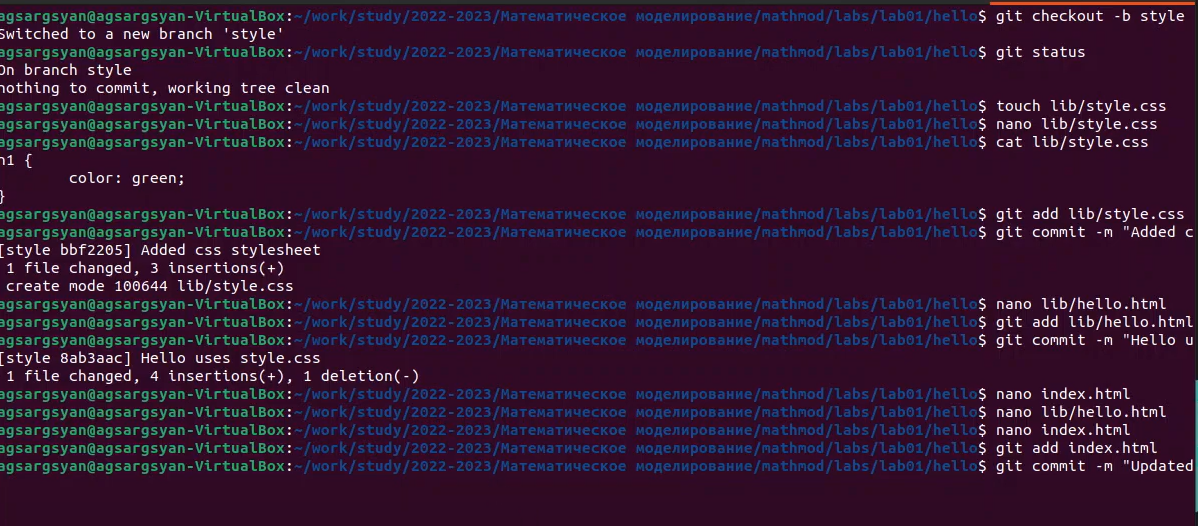 agsargsyan@agsargsyan-VirtualBox:~/work/study/2022-2023/Математическое моделирование/mathmod/labs/lab01/hello$ git checkout -b style
Switched to a new branch 'style'
agsargsyan@agsargsyan-VirtualBox:~/work/study/2022-2023/Математическое моделирование/mathmod/labs/lab01/hello$ git status
On branch style
nothing to commit, working tree clean
agsargsyan@agsargsyan-VirtualBox:~/work/study/2022-2023/Математическое моделирование/mathmod/labs/lab01/hello$ touch lib/style.css
agsargsyan@agsargsyan-VirtualBox:~/work/study/2022-2023/Математическое моделирование/mathmod/labs/lab01/hello$ nano lib/style.css
agsargsyan@agsargsyan-VirtualBox:~/work/study/2022-2023/Математическое моделирование/mathmod/labs/lab01/hello$ cat lib/style.css
h1 {
        color: green;
}
agsargsyan@agsargsyan-VirtualBox:~/work/study/2022-2023/Математическое моделирование/mathmod/labs/lab01/hello$ git add lib/style.css
agsargsyan@agsargsyan-VirtualBox:~/work/study/2022-2023/Математическое моделирование/mathmod/labs/lab01/hello$ git commit -m "Added c
[style bbf2205] Added css stylesheet
 1 file changed, 3 insertions(+)
 create mode 100644 lib/style.css
agsargsyan@agsargsyan-VirtualBox:~/work/study/2022-2023/Математическое моделирование/mathmod/labs/lab01/hello$ nano lib/hello.html
agsargsyan@agsargsyan-VirtualBox:~/work/study/2022-2023/Математическое моделирование/mathmod/labs/lab01/hello$ git add lib/hello.html
agsargsyan@agsargsyan-VirtualBox:~/work/study/2022-2023/Математическое моделирование/mathmod/labs/lab01/hello$ git commit -m "Hello u
[style 8ab3aac] Hello uses style.css
 1 file changed, 4 insertions(+), 1 deletion(-)
agsargsyan@agsargsyan-VirtualBox:~/work/study/2022-2023/Математическое моделирование/mathmod/labs/lab01/hello$ nano index.html
agsargsyan@agsargsyan-VirtualBox:~/work/study/2022-2023/Математическое моделирование/mathmod/labs/lab01/hello$ nano lib/hello.html
agsargsyan@agsargsyan-VirtualBox:~/work/study/2022-2023/Математическое моделирование/mathmod/labs/lab01/hello$ nano index.html
agsargsyan@agsargsyan-VirtualBox:~/work/study/2022-2023/Математическое моделирование/mathmod/labs/lab01/hello$ git add index.html
agsargsyan@agsargsyan-VirtualBox:~/work/study/2022-2023/Математическое моделирование/mathmod/labs/lab01/hello$ git commit -m "Updated